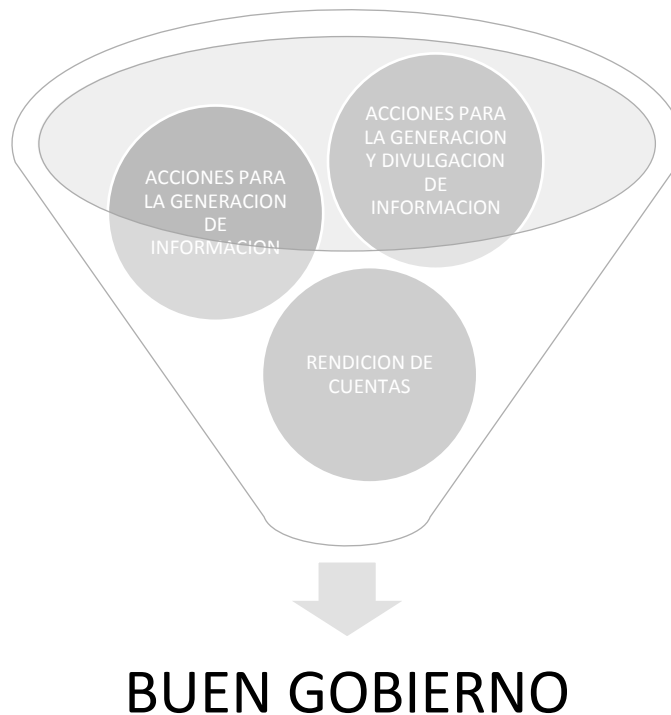 ACCIONES PARA
LA GENERACION
Y DIVULGACION
DE
INFORMACION
ACCIONES PARA
LA GENERACION
DE
INFORMACION
RENDICION DE
CUENTAS
BUEN GOBIERNO